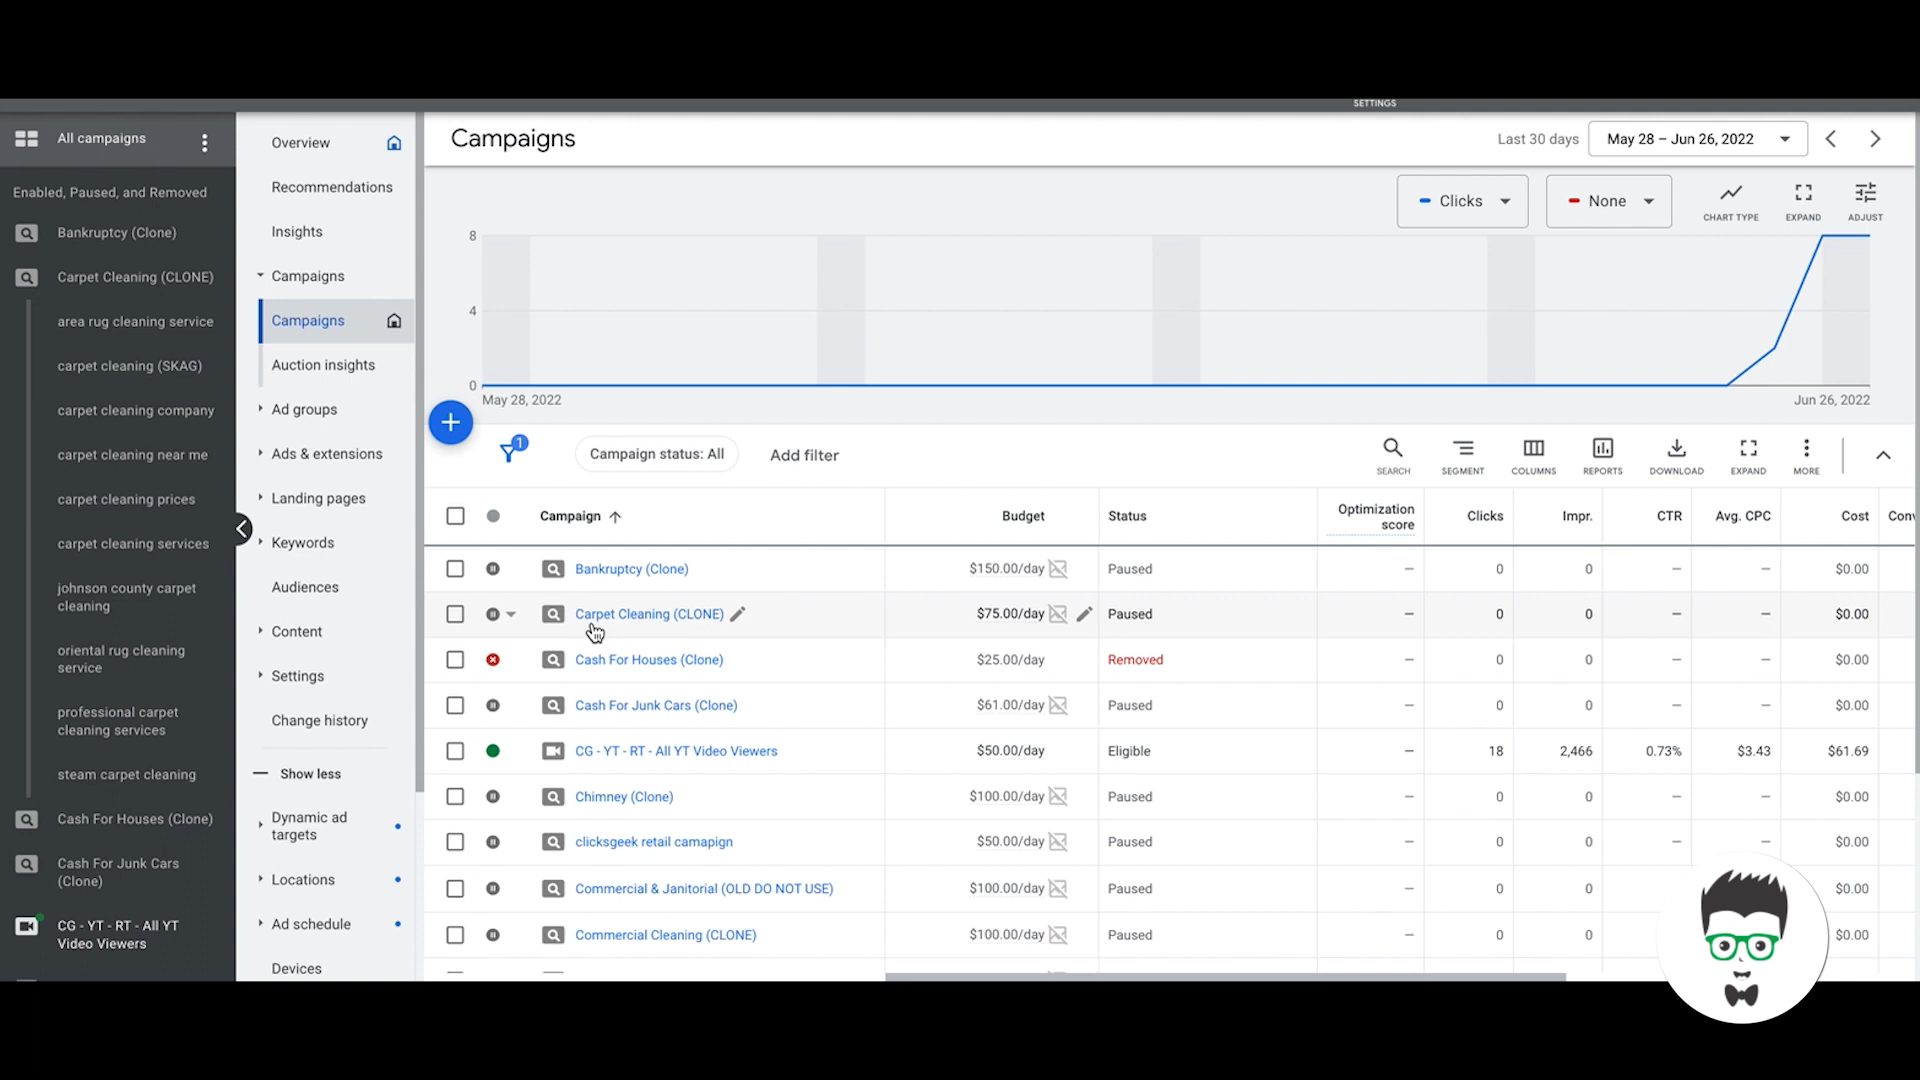 SETTINGS
All campaigns
Enabled, Paused, and Removed
Bankruptcy (Clone)
Carpet Cleaning (CLONE)
area rug cleaning service
carpet cleaning (SKAG)
carpet cleaning company
carpet cleaning near me
carpet cleaning prices
carpet cleaning services
johnson county carpet
cleaning
oriental rug cleaning
service
professional carpet
cleaning services
steam carpet cleaning
Cash For Houses (Clone)
Cash For Junk Cars
(Clone)
CG - YT - RT - All YT
Video Viewers
Overview
Recommendations
Insights
Campaigns
Campaigns
Auction insights
Ad groups
Ads & extensions
Landing pages
Keywords
Audiences
Content
Settings
Change history
Show less
Dynamic ad
targets
Locations
Ad schedule
Devices
Campaigns
Last 30 days May 28 – Jun 26, 2022
Clicks None CHART TYPE EXPAND ADJUST
8
4
0
May 28, 2022 Jun 26, 2022
1 Campaign status: All Add filter SEARCH SEGMENT COLUMNS REPORTS DOWNLOAD EXPAND MORE
Campaign Budget Status Optimization score Clicks Impr. CTR Avg. CPC Cost Conv
Bankruptcy (Clone) $150.00/day Paused – 0 0 – – $0.00
Carpet Cleaning (CLONE) $75.00/day Paused – 0 0 – – $0.00
Cash For Houses (Clone) $25.00/day Removed – 0 0 – – $0.00
Cash For Junk Cars (Clone) $61.00/day Paused – 0 0 – – $0.00
CG - YT - RT - All YT Video Viewers $50.00/day Eligible – 18 2,466 0.73% $3.43 $61.69
Chimney (Clone) $100.00/day Paused – 0 0 – – $0.00
clicksgeek retail camapign $50.00/day Paused – 0 0 – – $0.00
Commercial & Janitorial (OLD DO NOT USE) $100.00/day Paused – 0 0 $0.00
Commercial Cleaning (CLONE) $100.00/day Paused – 0 0 $0.00